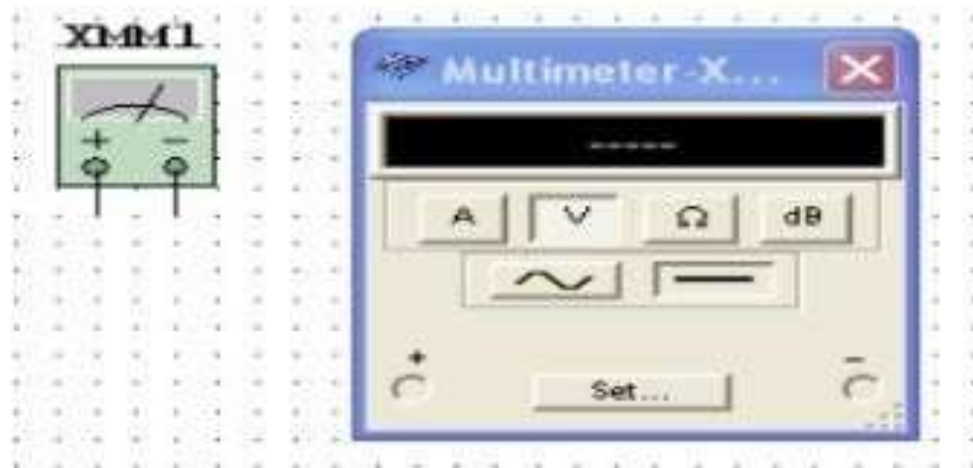 XMM1
Multimeter-X...
-----
A V Ω dB
+ -
Set...